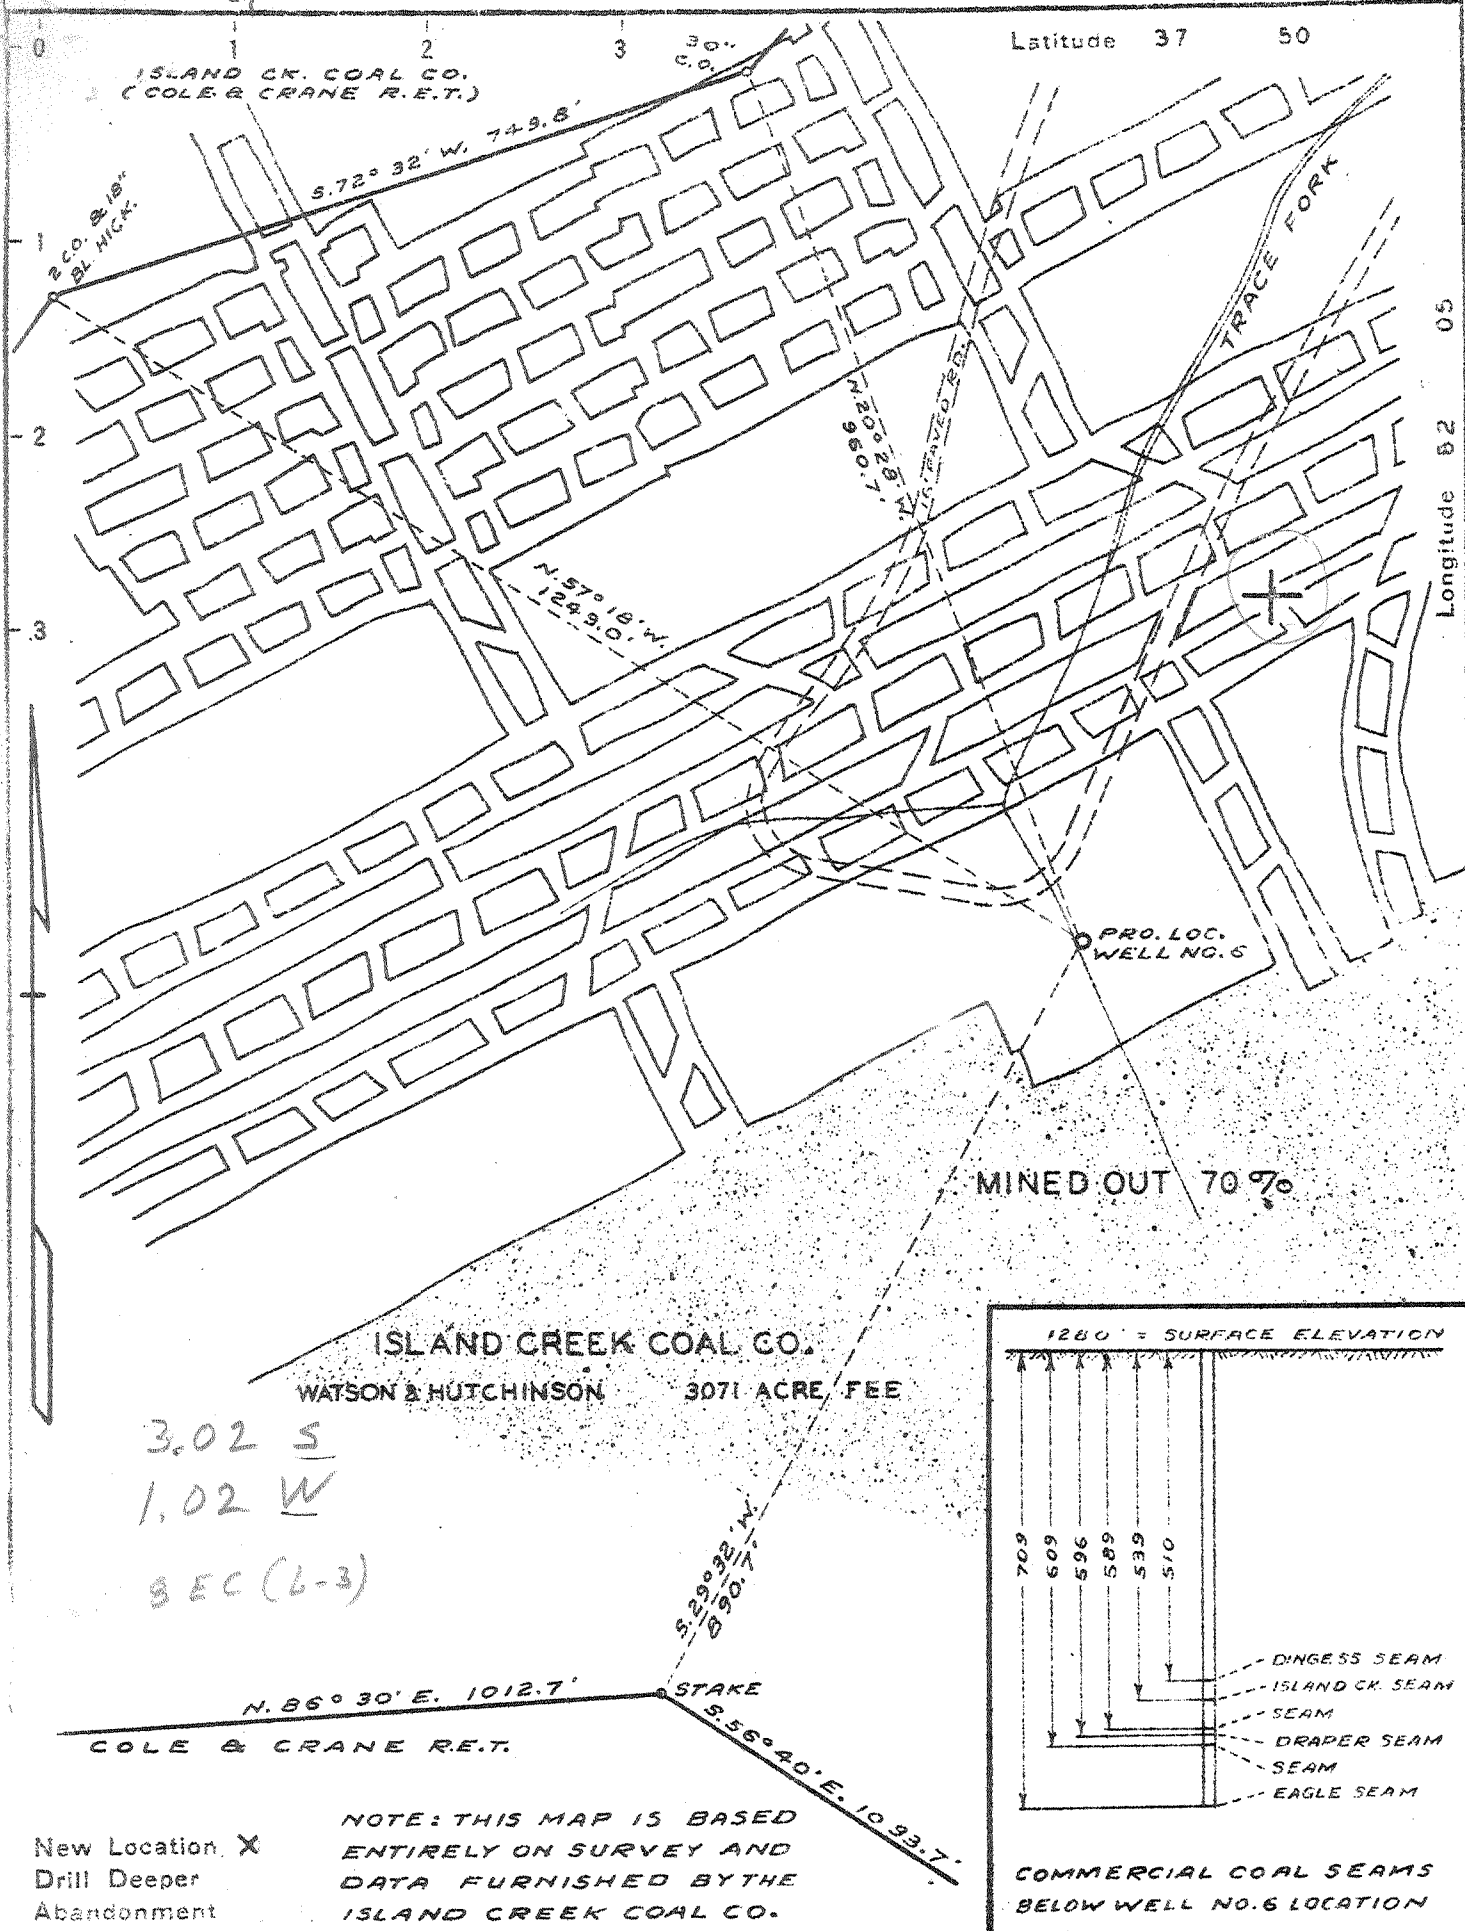 0 1 2 3
Latitude 37 50
ISLAND CK. COAL CO.
(COLE & CRANE R.E.T.)
30"
C.O.
S.72° 32' W. 749.8'
2 C.O. & 18"
BL. HICK.
1
2
.3
Longitude 82 05
TRACE FORK
16' PAVED RD.
N.20° 28' W.
960.7'
N.57° 18' W.
1249.0'
PRO. LOC.
WELL NO. 6
MINED OUT 70 %
ISLAND CREEK COAL CO.
WATSON & HUTCHINSON 3071 ACRE FEE
3.02 S
1.02 W
S.29° 32' W.
890.7'
N. 86° 30' E. 1012.7'
STAKE
COLE & CRANE R.E.T.
S.56° 40' E. 1093.7'
1280' = SURFACE ELEVATION
709
609
596
589
539
510
DINGESS SEAM
ISLAND CK. SEAM
SEAM
DRAPER SEAM
SEAM
EAGLE SEAM
COMMERCIAL COAL SEAMS
BELOW WELL NO. 6 LOCATION
New Location X
Drill Deeper
Abandonment
NOTE: THIS MAP IS BASED
ENTIRELY ON SURVEY AND
DATA FURNISHED BY THE
ISLAND CREEK COAL CO.